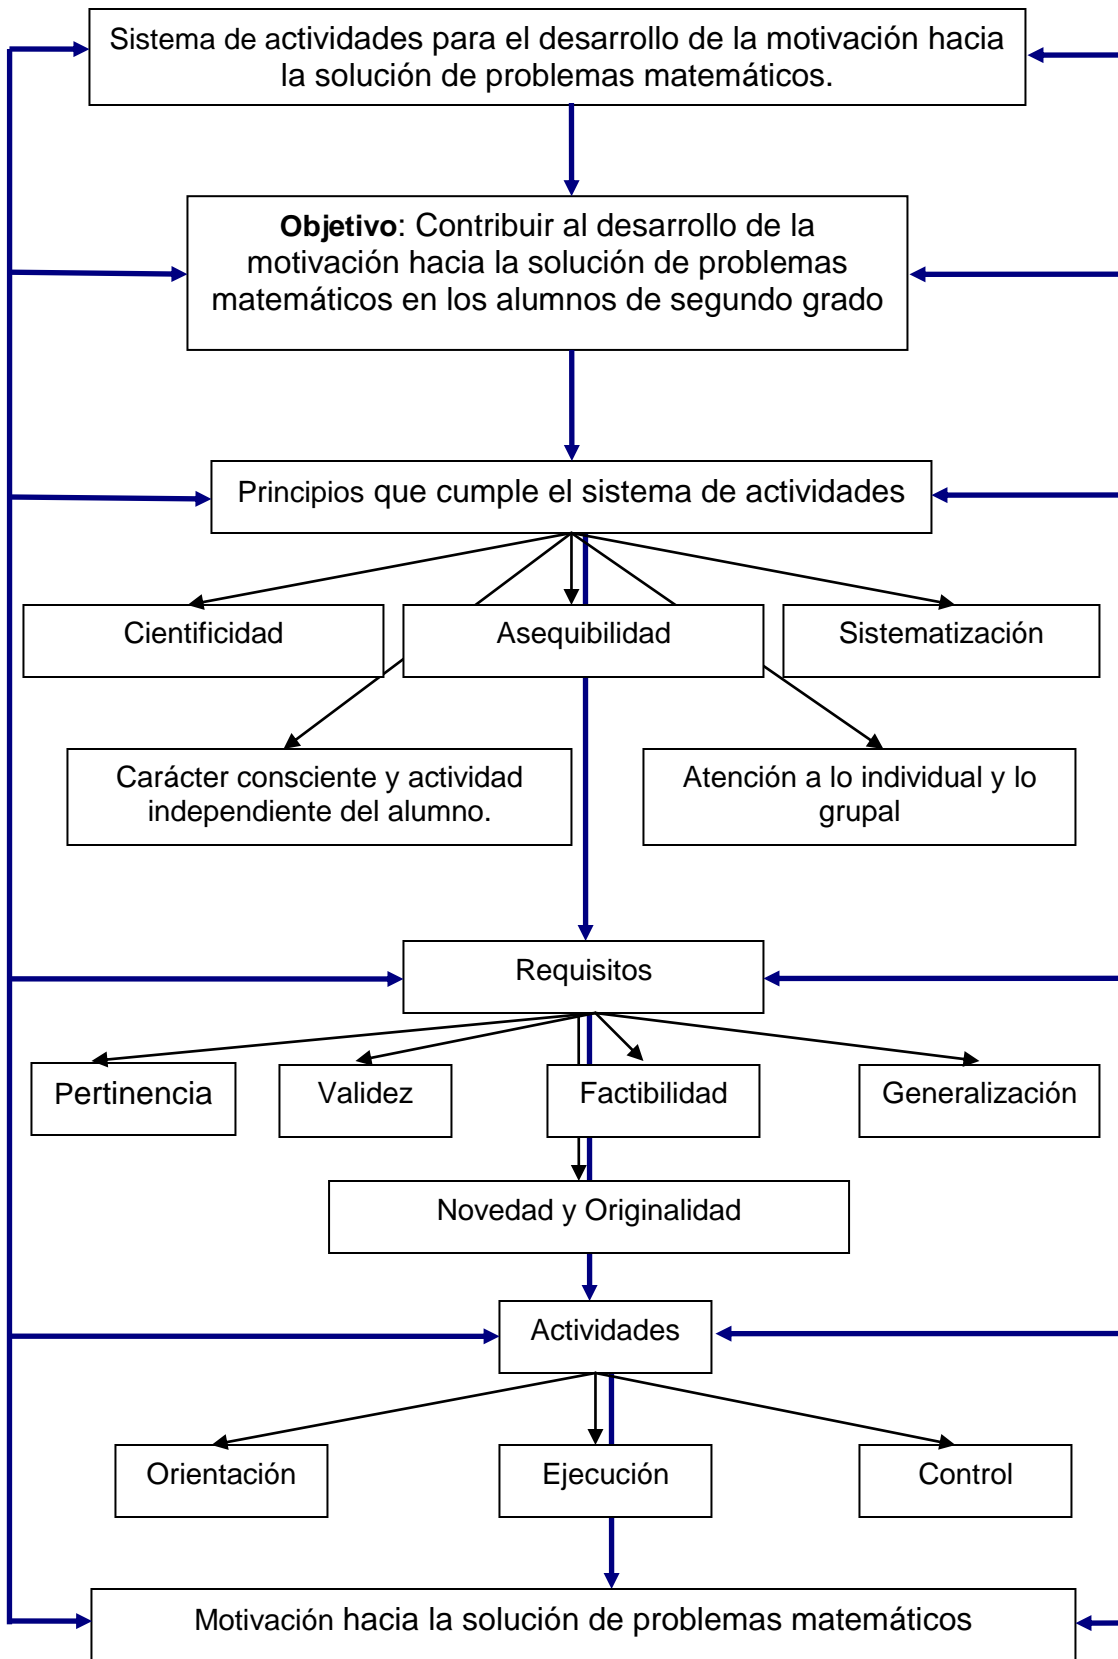 Sistema de actividades para el desarrollo de la motivación hacia
la solución de problemas matemáticos.
Objetivo: Contribuir al desarrollo de la
motivación hacia la solución de problemas
matemáticos en los alumnos de segundo grado
Principios que cumple el sistema de actividades
Cientificidad
Asequibilidad
Sistematización
Carácter consciente y actividad
independiente del alumno.
Atención a lo individual y lo
grupal
Requisitos
Pertinencia
Validez
Factibilidad
Generalización
Novedad y Originalidad
Actividades
Orientación
Ejecución
Control
Motivación hacia la solución de problemas matemáticos